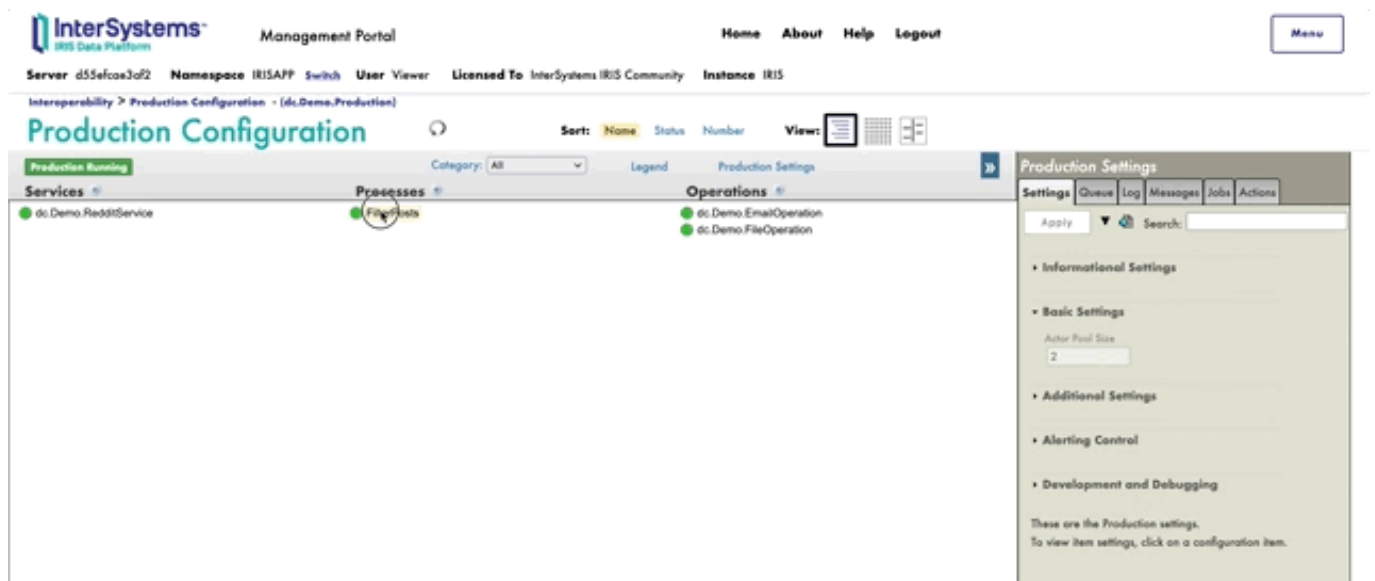 InterSystems
IRIS Data Platform
Management Portal
Home About Help Logout
Menu
Server d55efcae3af2 Namespace IRISAPP Switch User Viewer Licensed To InterSystems IRIS Community Instance IRIS
Interoperability > Production Configuration - (dc.Demo.Production)
Production Configuration
Sort: Name Status Number View:
Production Running
Category: All
Legend
Production Settings
»
Services
Processes
Operations
dc.Demo.RedditService
FilterPosts
dc.Demo.EmailOperation
dc.Demo.FileOperation
Production Settings
Settings Queue Log Messages Jobs Actions
Apply
Search:
Informational Settings
Basic Settings
Actor Pool Size
2
Additional Settings
Alerting Control
Development and Debugging
These are the Production settings.
To view item settings, click on a configuration item.